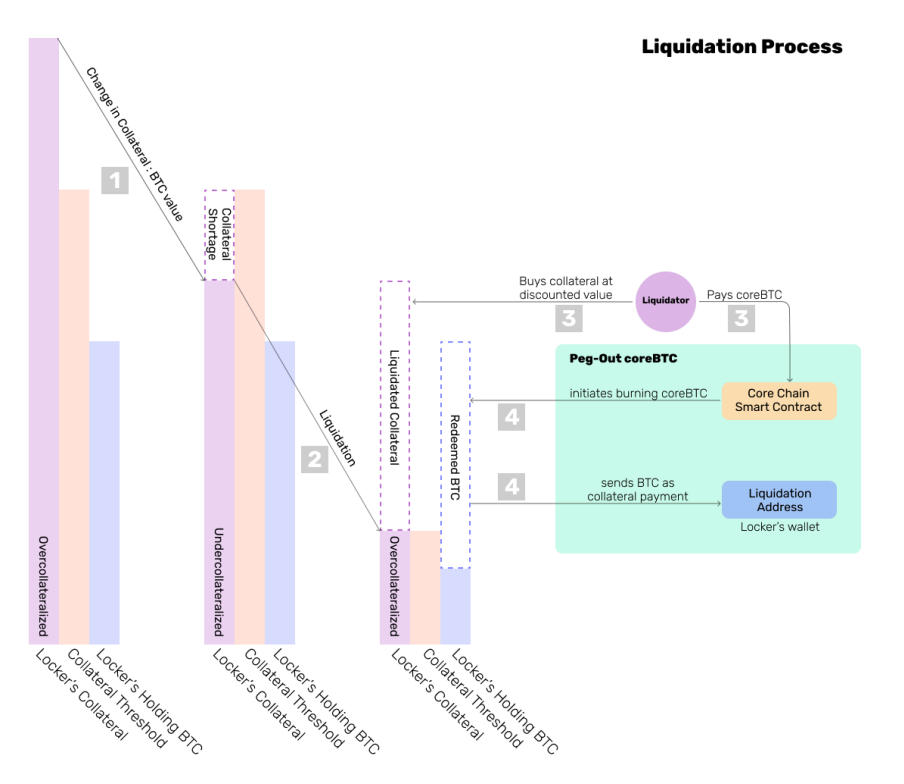 Liquidation Process
Change in Collateral : BTC value
1
Collateral
Shortage
Buys collateral at
discounted value
3
Liquidator
Pays coreBTC
3
Peg-Out coreBTC
Liquidated Collateral
initiates burning coreBTC
4
Core Chain
Smart Contract
Liquidation
2
Redeemed BTC
4
sends BTC as
collateral payment
Liquidation
Address
Locker's wallet
Overcollateralized
Undercollateralized
Overcollateralized
Locker's Collateral
Collateral Threshold
Locker's Holding BTC
Locker's Collateral
Collateral Threshold
Locker's Holding BTC
Locker's Collateral
Collateral Threshold
Locker's Holding BTC